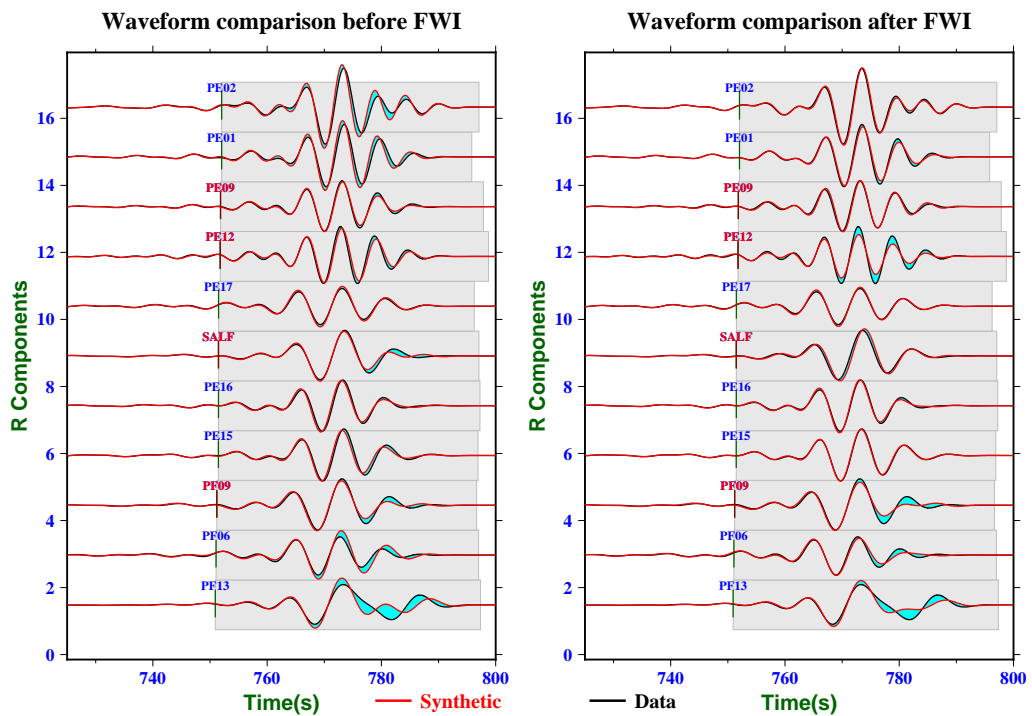 Waveform comparison before FWI
PE02
PE01
PE09
PE12
PE17
SALF
PE16
PE15
PF09
PF06
PF13
16
14
12
10
8
6
4
2
0
R Components
740
760
780
800
Time(s)
Synthetic
Waveform comparison after FWI
PE02
PE01
PE09
PE12
PE17
SALF
PE16
PE15
PF09
PF06
PF13
16
14
12
10
8
6
4
2
0
R Components
740
760
780
800
Time(s)
Data